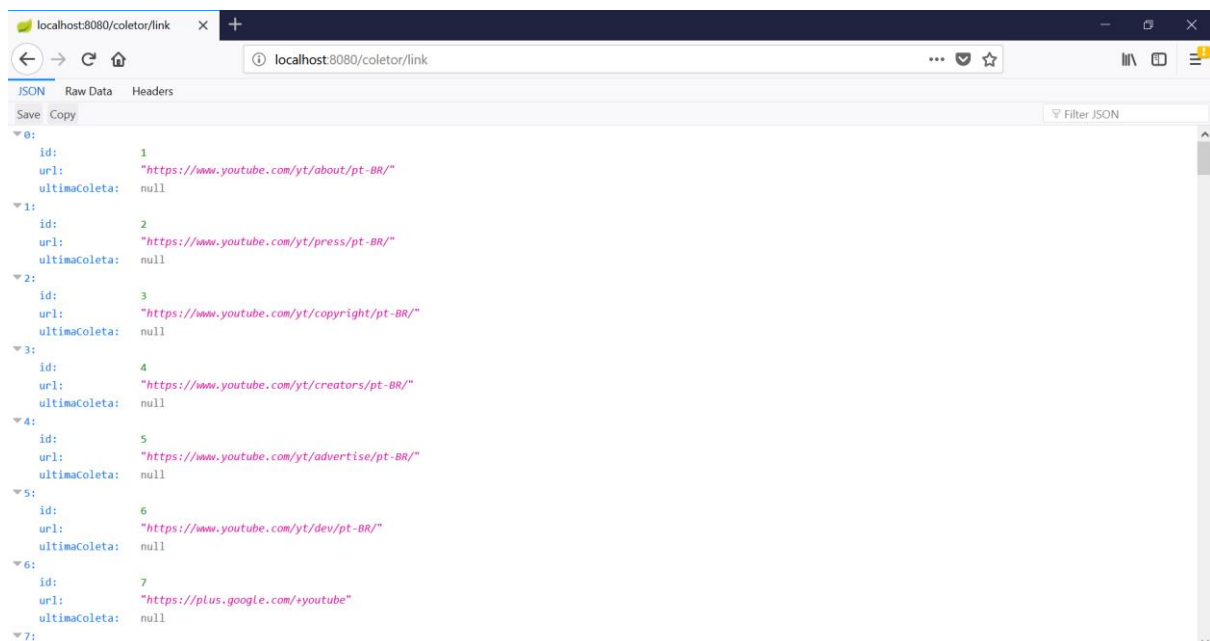 localhost:8080/coletor/link
localhost:8080/coletor/link
JSON Raw Data Headers
Save Copy Filter JSON
0:
id: 1
url: "https://www.youtube.com/yt/about/pt-BR/"
ultimaColeta: null
1:
id: 2
url: "https://www.youtube.com/yt/press/pt-BR/"
ultimaColeta: null
2:
id: 3
url: "https://www.youtube.com/yt/copyright/pt-BR/"
ultimaColeta: null
3:
id: 4
url: "https://www.youtube.com/yt/creators/pt-BR/"
ultimaColeta: null
4:
id: 5
url: "https://www.youtube.com/yt/advertise/pt-BR/"
ultimaColeta: null
5:
id: 6
url: "https://www.youtube.com/yt/dev/pt-BR/"
ultimaColeta: null
6:
id: 7
url: "https://plus.google.com/+youtube"
ultimaColeta: null
7: